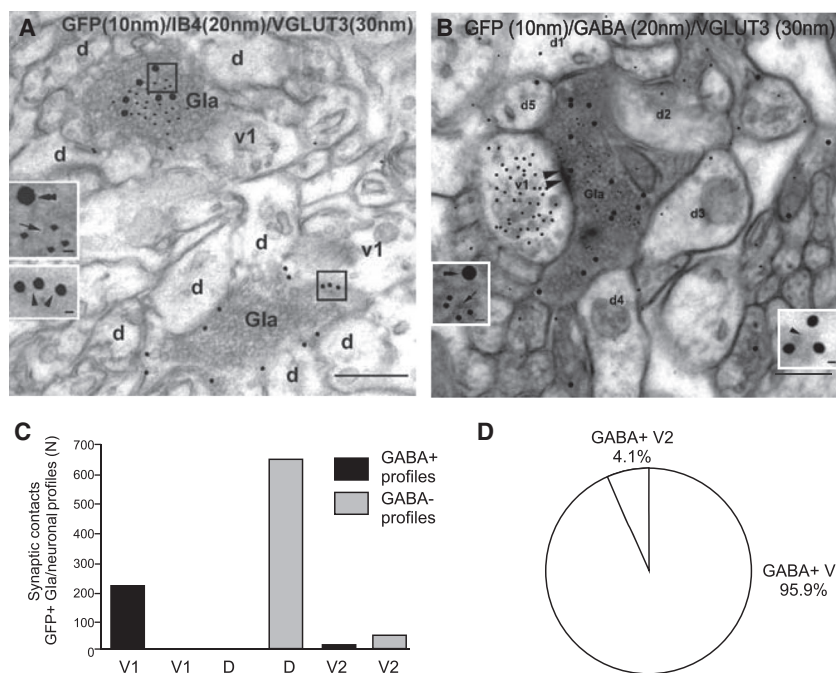 A
GFP(10nm)/IB4(20nm)/VGLUT3(30nm)
d
d
Gla
v1
d
d
v1
d
Gla
d
d
d
B
GFP (10nm)/GABA (20nm)/VGLUT3 (30nm)
d1
d5
d2
v1
Gla
d3
d4
C
Synaptic contacts
GFP+ Gla/neuronal profiles (N)
700
600
500
400
300
200
100
0
V1
V1
D
D
V2
V2
GABA+
profiles
GABA-
profiles
D
GABA+ V2
4.1%
GABA+ V
95.9%